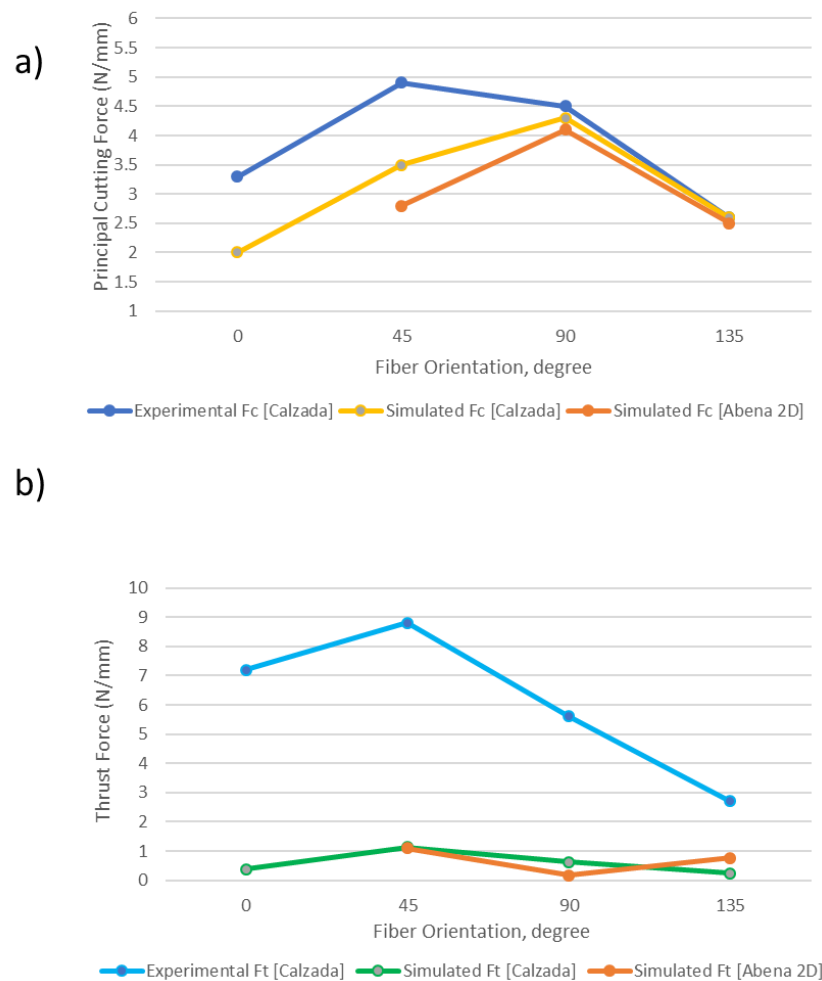 a)
Principal Cutting Force (N/mm)
6
5.5
5
4.5
4
3.5
3
2.5
2
1.5
1
0 45 90 135
Fiber Orientation, degree
Experimental Fc [Calzada] Simulated Fc [Calzada] Simulated Fc [Abena 2D]
b)
Thrust Force (N/mm)
10
9
8
7
6
5
4
3
2
1
0
0 45 90 135
Fiber Orientation, degree
Experimental Ft [Calzada] Simulated Ft [Calzada] Simulated Ft [Abena 2D]